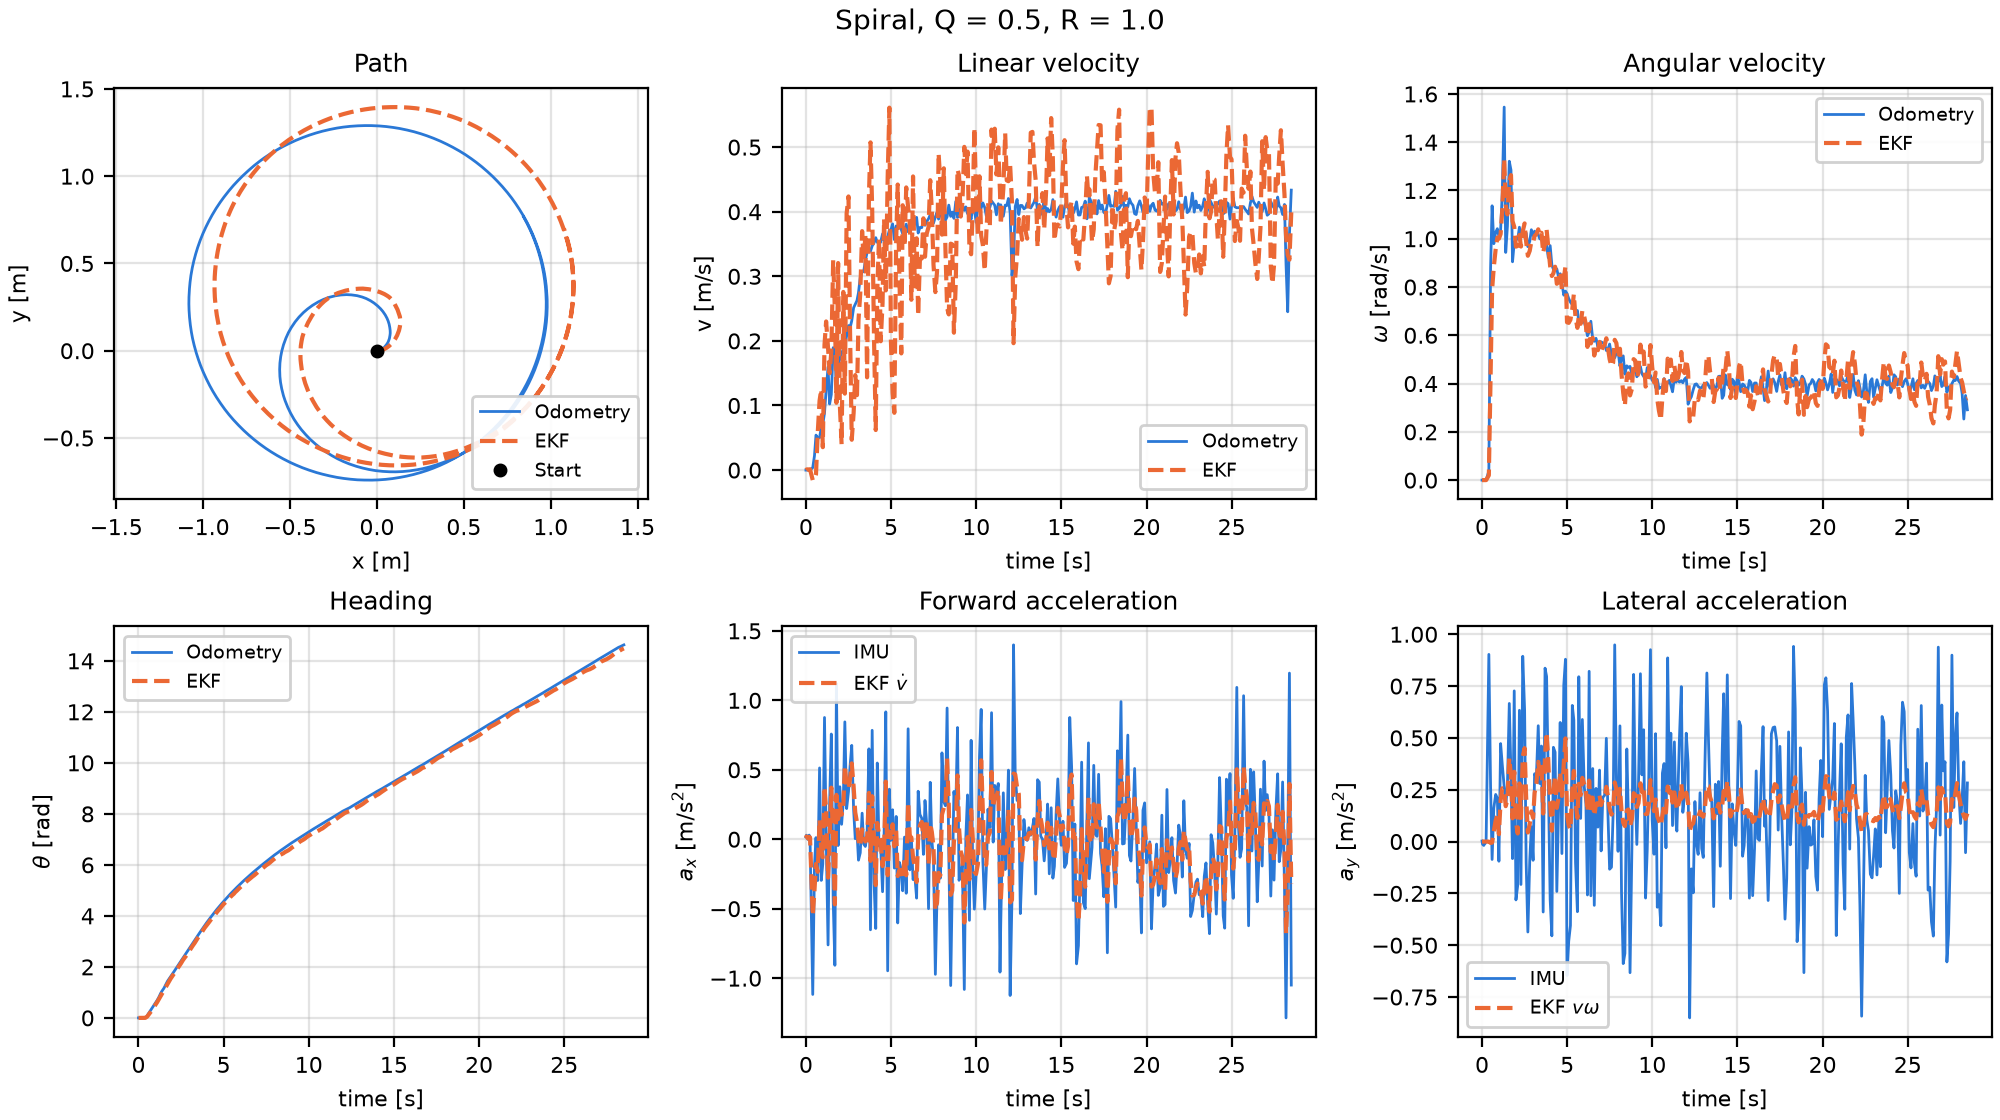 Spiral, Q = 0.5, R = 1.0
Path
y [m]
1.5
1.0
0.5
0.0
−0.5
−1.5 −1.0 −0.5 0.0 0.5 1.0 1.5
x [m]
Odometry
EKF
Start
Linear velocity
v [m/s]
0.5
0.4
0.3
0.2
0.1
0.0
0 5 10 15 20 25
time [s]
Odometry
EKF
Angular velocity
ω [rad/s]
1.6
1.4
1.2
1.0
0.8
0.6
0.4
0.2
0.0
0 5 10 15 20 25
time [s]
Odometry
EKF
Heading
θ [rad]
14
12
10
8
6
4
2
0
0 5 10 15 20 25
time [s]
Odometry
EKF
Forward acceleration
aₓ [m/s²]
1.5
1.0
0.5
0.0
−0.5
−1.0
0 5 10 15 20 25
time [s]
IMU
EKF v̇
Lateral acceleration
a_y [m/s²]
1.00
0.75
0.50
0.25
0.00
−0.25
−0.50
−0.75
0 5 10 15 20 25
time [s]
IMU
EKF vω